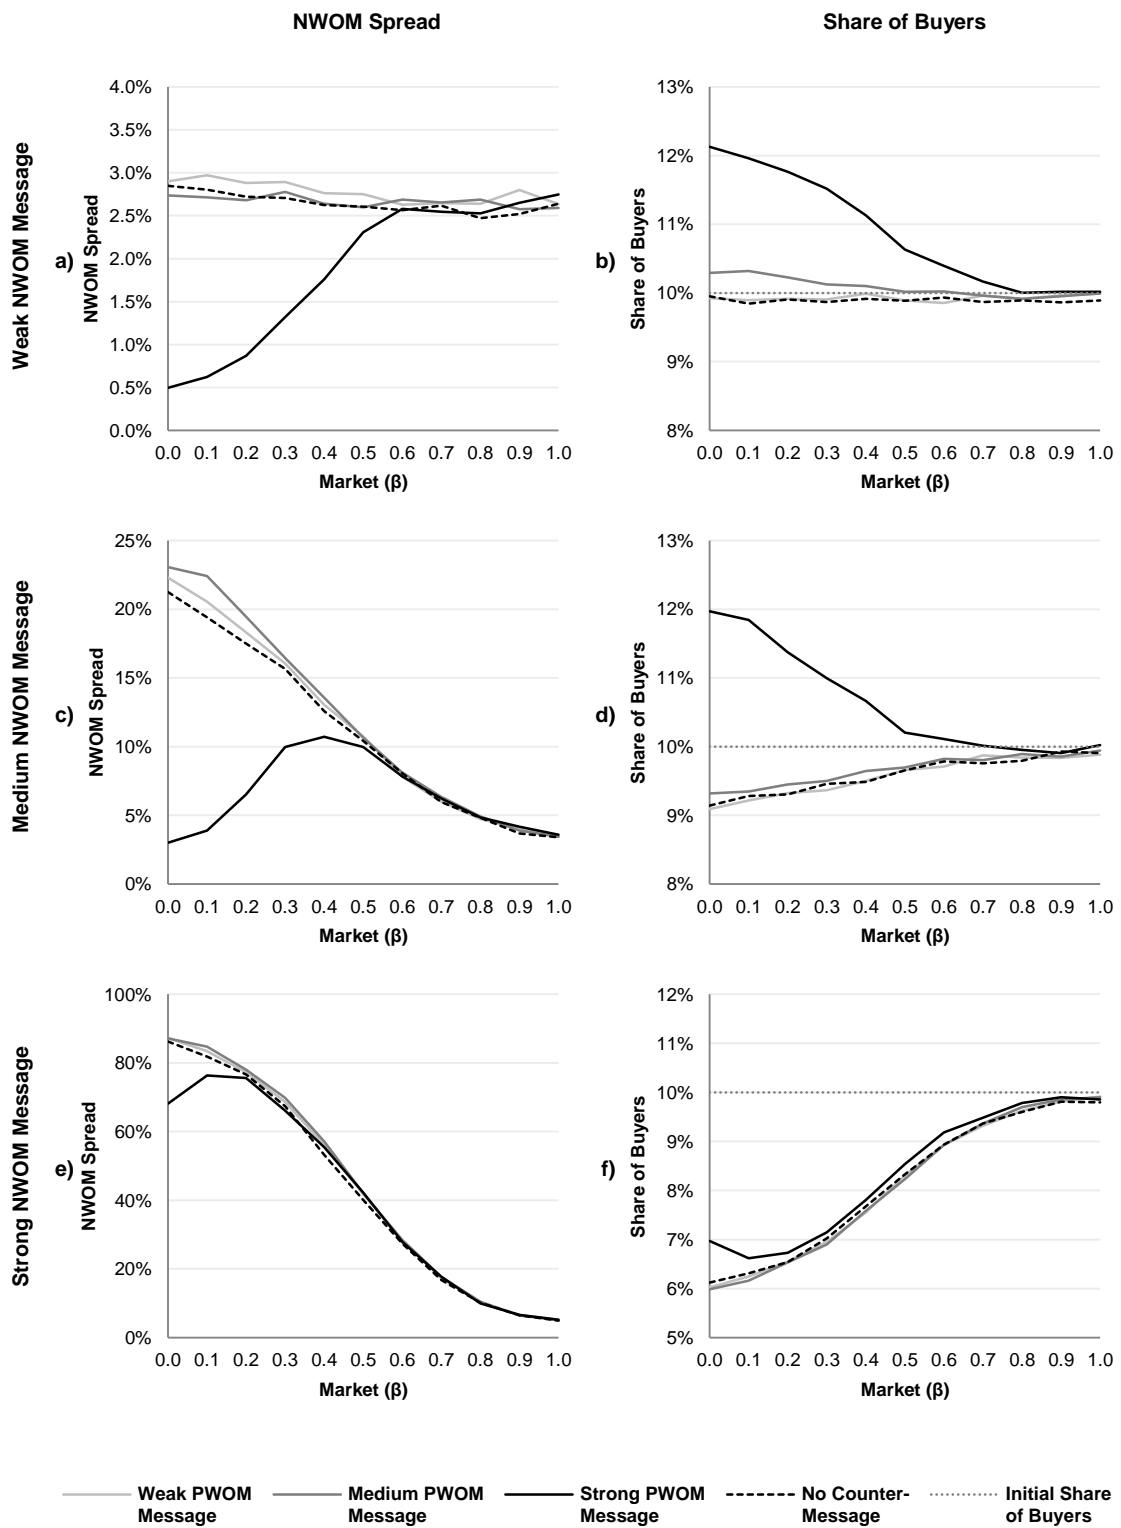 NWOM Spread
Share of Buyers
Weak NWOM Message
a)
NWOM Spread
4.0%
3.5%
3.0%
2.5%
2.0%
1.5%
1.0%
0.5%
0.0%
0.0 0.1 0.2 0.3 0.4 0.5 0.6 0.7 0.8 0.9 1.0
Market (β)
b)
Share of Buyers
13%
12%
11%
10%
9%
8%
0.0 0.1 0.2 0.3 0.4 0.5 0.6 0.7 0.8 0.9 1.0
Market (β)
Medium NWOM Message
c)
NWOM Spread
25%
20%
15%
10%
5%
0%
0.0 0.1 0.2 0.3 0.4 0.5 0.6 0.7 0.8 0.9 1.0
Market (β)
d)
Share of Buyers
13%
12%
11%
10%
9%
8%
0.0 0.1 0.2 0.3 0.4 0.5 0.6 0.7 0.8 0.9 1.0
Market (β)
Strong NWOM Message
e)
NWOM Spread
100%
80%
60%
40%
20%
0%
0.0 0.1 0.2 0.3 0.4 0.5 0.6 0.7 0.8 0.9 1.0
Market (β)
f)
Share of Buyers
12%
11%
10%
9%
8%
7%
6%
5%
0.0 0.1 0.2 0.3 0.4 0.5 0.6 0.7 0.8 0.9 1.0
Market (β)
Weak PWOM
Message
Medium PWOM
Message
Strong PWOM
Message
No Counter-
Message
Initial Share
of Buyers